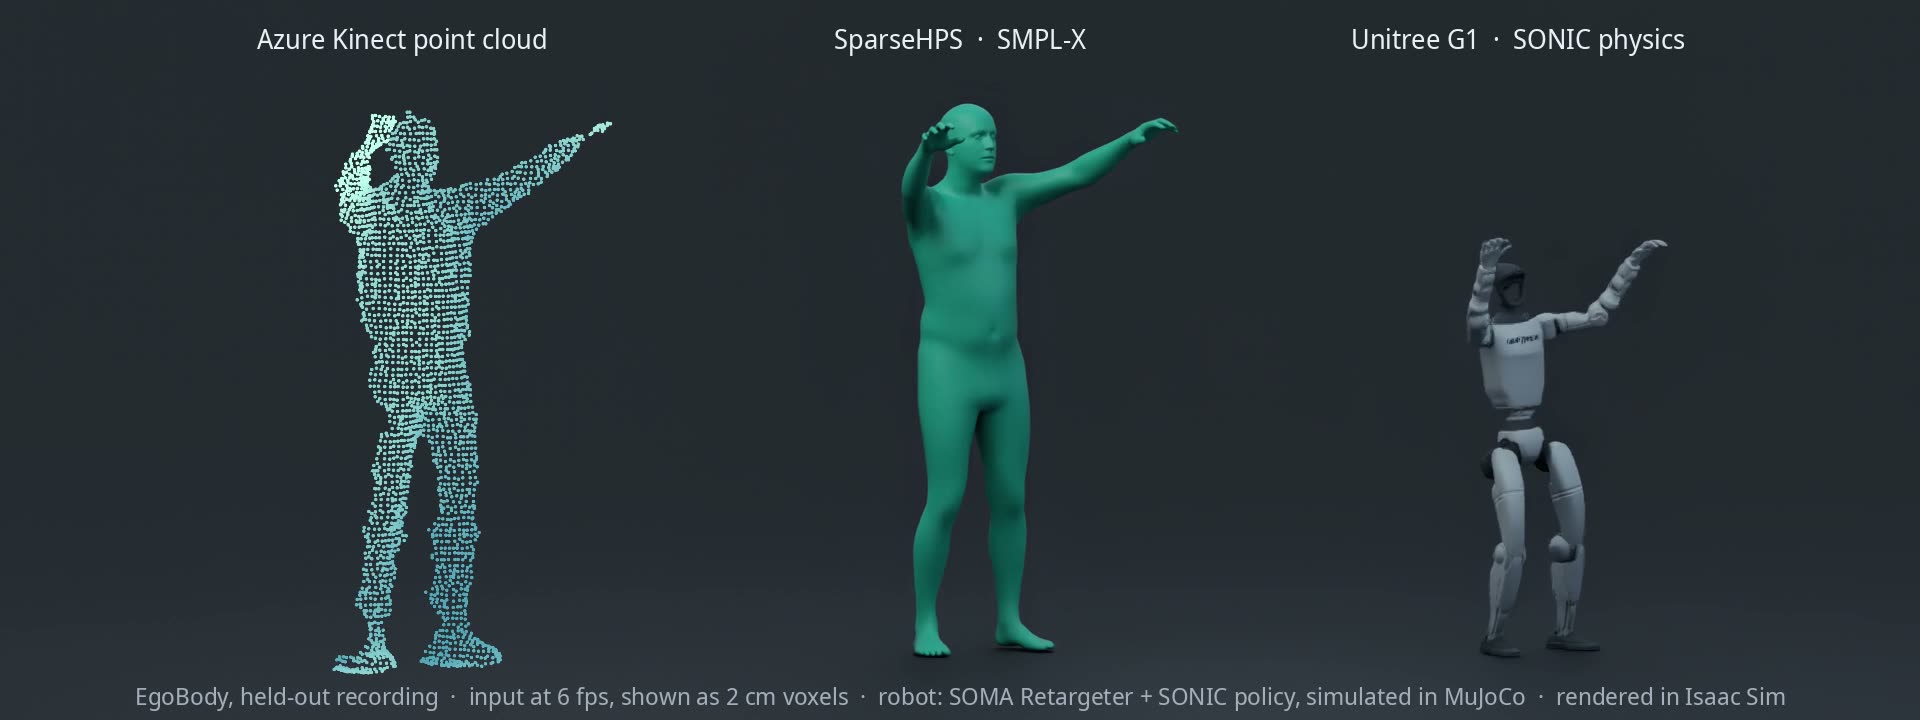 Azure Kinect point cloud
SparseHPS · SMPL-X
Unitree G1 · SONIC physics
EgoBody, held-out recording · input at 6 fps, shown as 2 cm voxels · robot: SOMA Retargeter + SONIC policy, simulated in MuJoCo · rendered in Isaac Sim